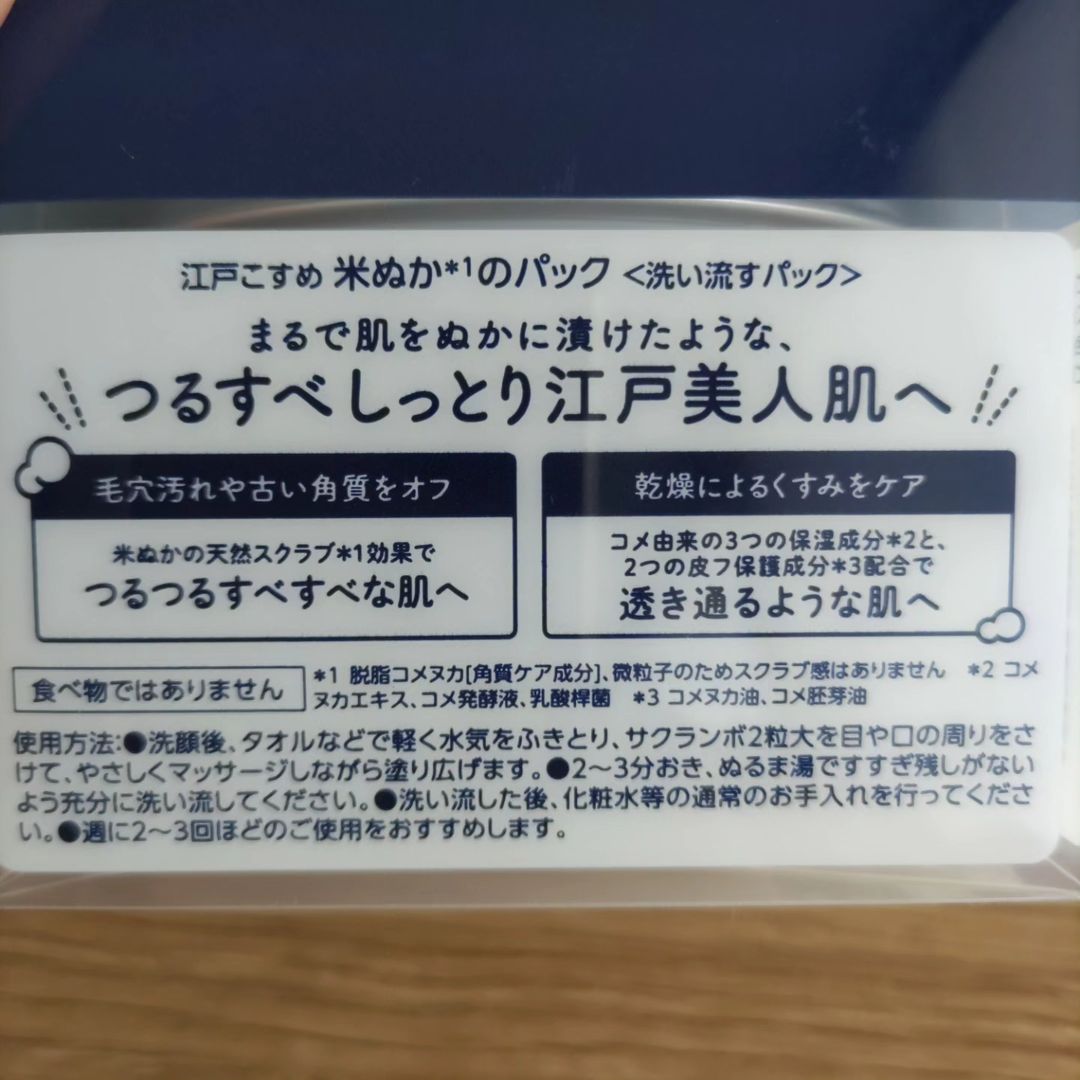 江戸こすめ 米ぬか*1のパック <洗い流すパック>
まるで肌をぬかに漬けたような、
つるすべしっとり江戸美人肌へ
毛穴汚れや古い角質をオフ
米ぬかの天然スクラブ*1効果で
つるつるすべすべな肌へ
乾燥によるくすみをケア
コメ由来の3つの保湿成分*2と、
2つの皮フ保護成分*3配合で
透き通るような肌へ
食べ物ではありません
*1 脱脂コメヌカ[角質ケア成分]、微粒子のためスクラブ感はありません *2 コメ
ヌカエキス、コメ発酵液、乳酸桿菌 *3 コメヌカ油、コメ胚芽油
使用方法:●洗顔後、タオルなどで軽く水気をふきとり、サクランボ2粒大を目や口の周りをさ
けて、やさしくマッサージしながら塗り広げます。●2〜3分おき、ぬるま湯ですすぎ残しがない
よう充分に洗い流してください。●洗い流した後、化粧水等の通常のお手入れを行ってくださ
い。●週に2〜3回ほどのご使用をおすすめします。